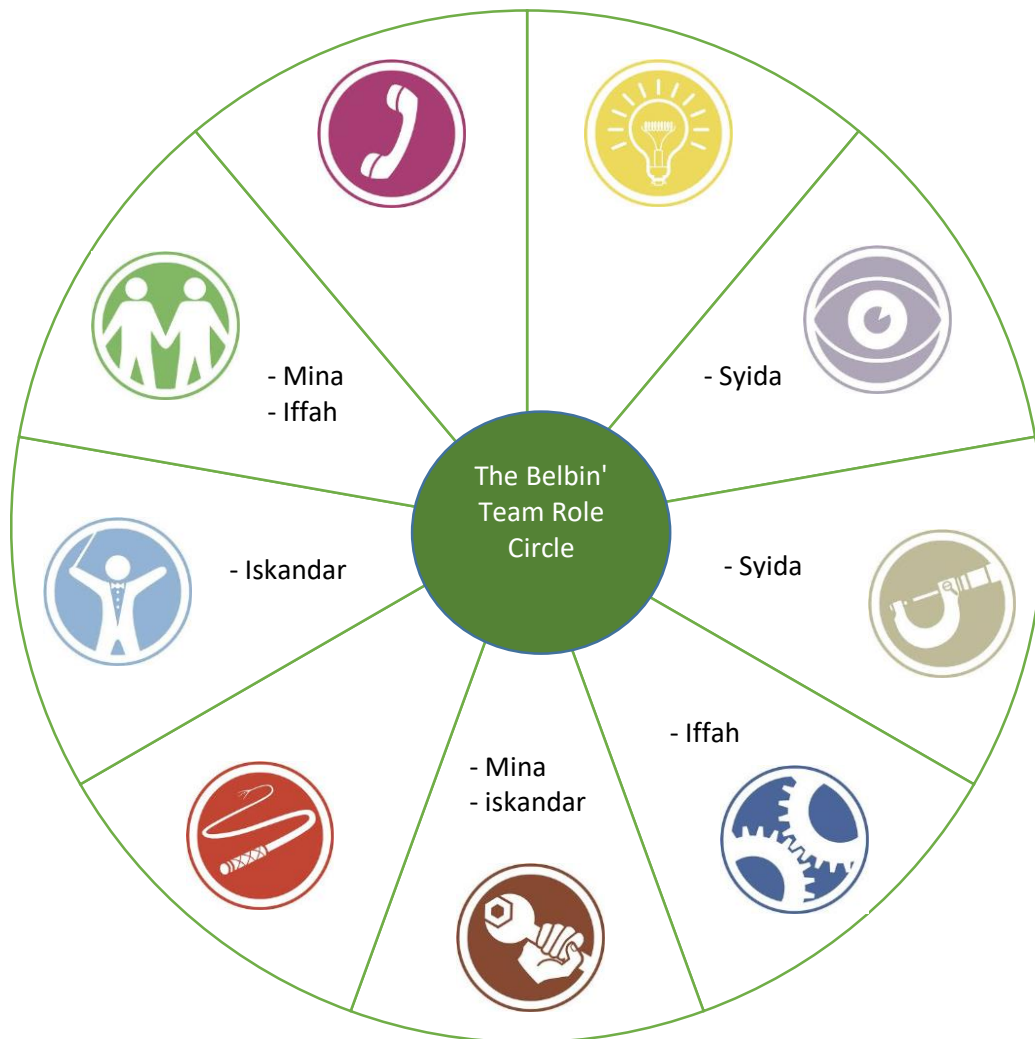 - Mina
- Iffah
- Syida
The Belbin'
Team Role
Circle
- Iskandar
- Syida
- Iffah
- Mina
- iskandar